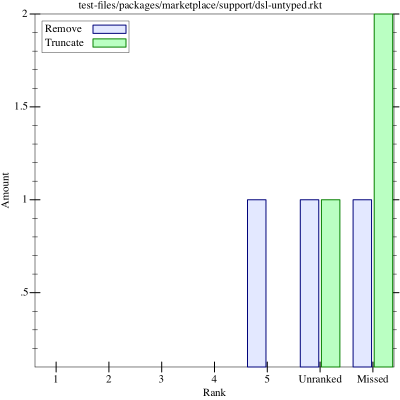 test-files/packages/marketplace/support/dsl-untyped.rkt
Remove
Truncate
2
1.5
1
.5
Amount
1 2 3 4 5 Unranked Missed
Rank